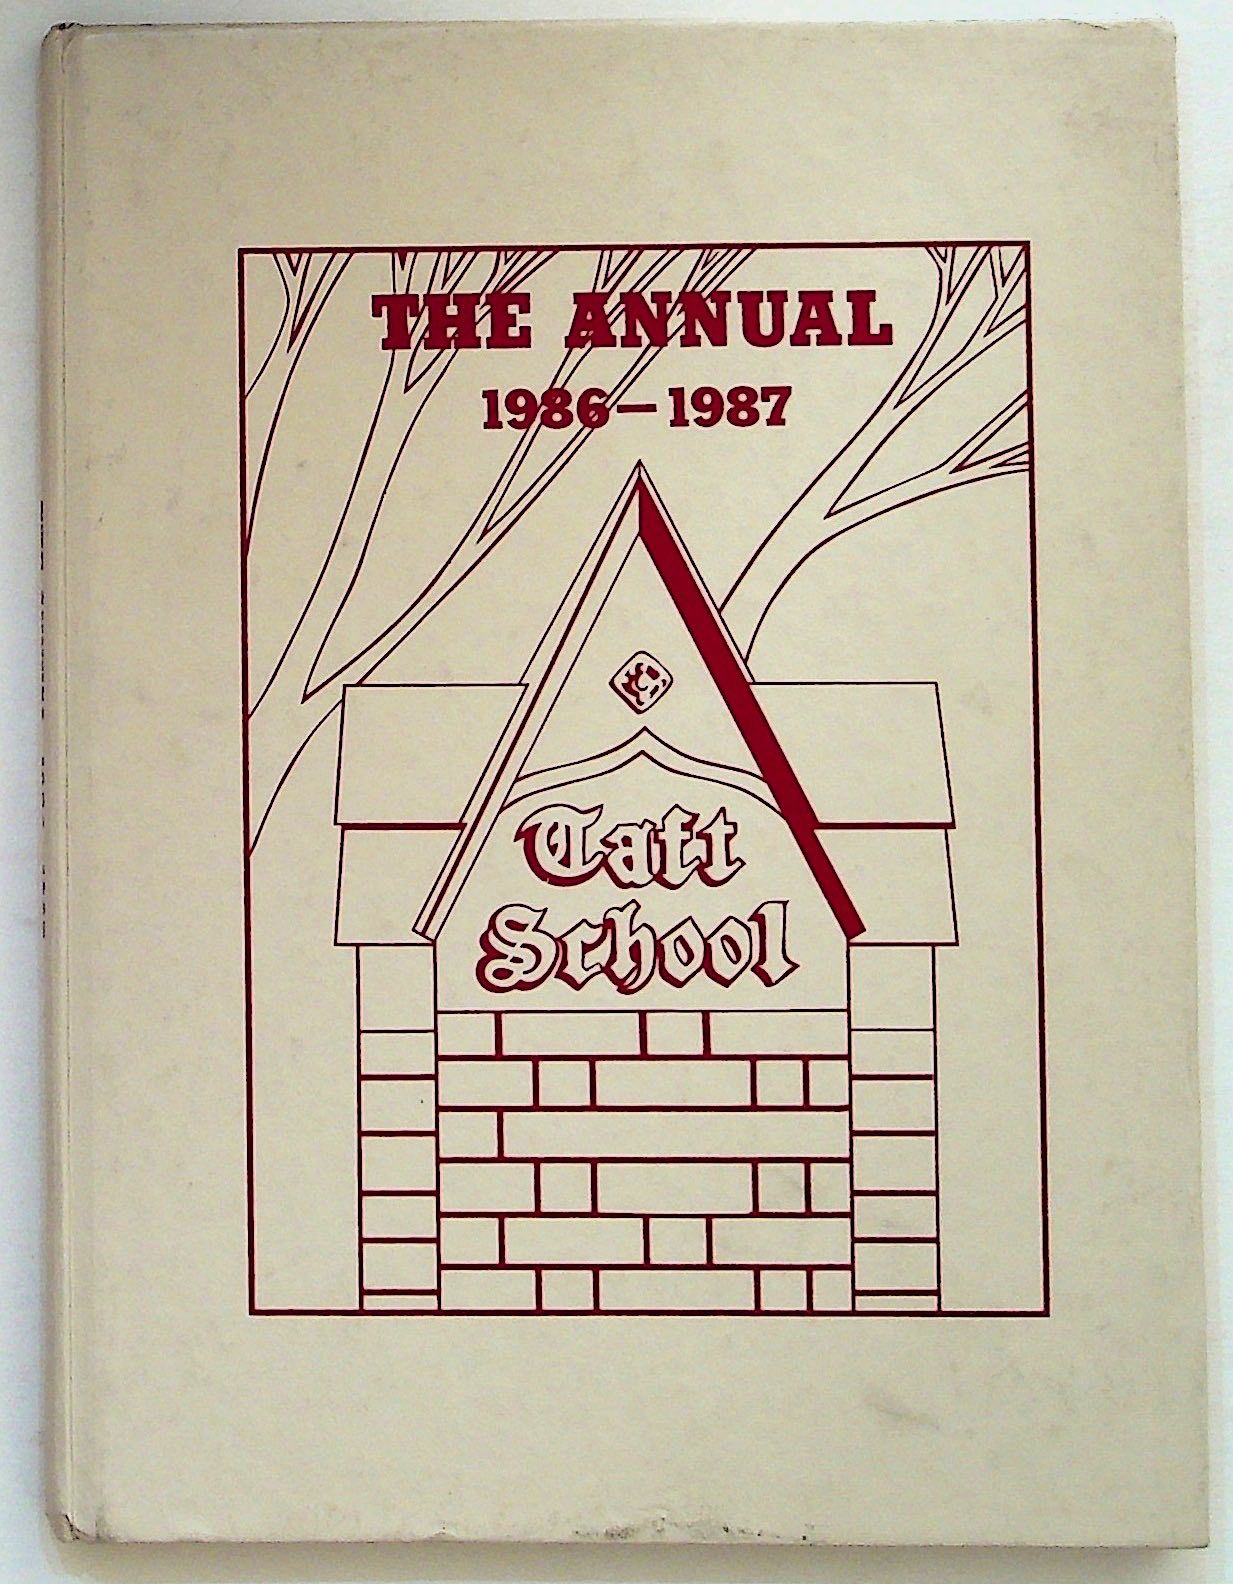 THE ANNUAL
1986-1987
Taft
School